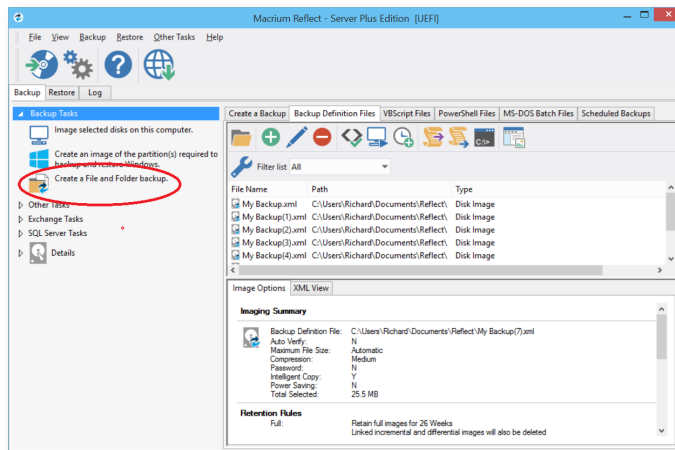 Macrium Reflect - Server Plus Edition [UEFI]
File View Backup Restore Other Tasks Help
Backup Restore Log
Backup Tasks
Image selected disks on this computer.
Create an image of the partition(s) required to
backup and restore Windows.
Create a File and Folder backup.
Other Tasks
Exchange Tasks
SQL Server Tasks
Details
Create a Backup Backup Definition Files VBScript Files PowerShell Files MS-DOS Batch Files Scheduled Backups
C:\>
Filter list All
File Name Path Type
My Backup.xml C:\Users\Richard\Documents\Reflect\ Disk Image
My Backup(1).xml C:\Users\Richard\Documents\Reflect\ Disk Image
My Backup(2).xml C:\Users\Richard\Documents\Reflect\ Disk Image
My Backup(3).xml C:\Users\Richard\Documents\Reflect\ Disk Image
My Backup(4).xml C:\Users\Richard\Documents\Reflect\ Disk Image
Image Options XML View
Imaging Summary
Backup Definition File: C:\Users\Richard\Documents\Reflect\My Backup(7).xml
Auto Verify: N
Maximum File Size: Automatic
Compression: Medium
Password: N
Intelligent Copy: Y
Power Saving: N
Total Selected: 25.5 MB
Retention Rules
Full: Retain full images for 26 Weeks
Linked incremental and differential images will also be deleted